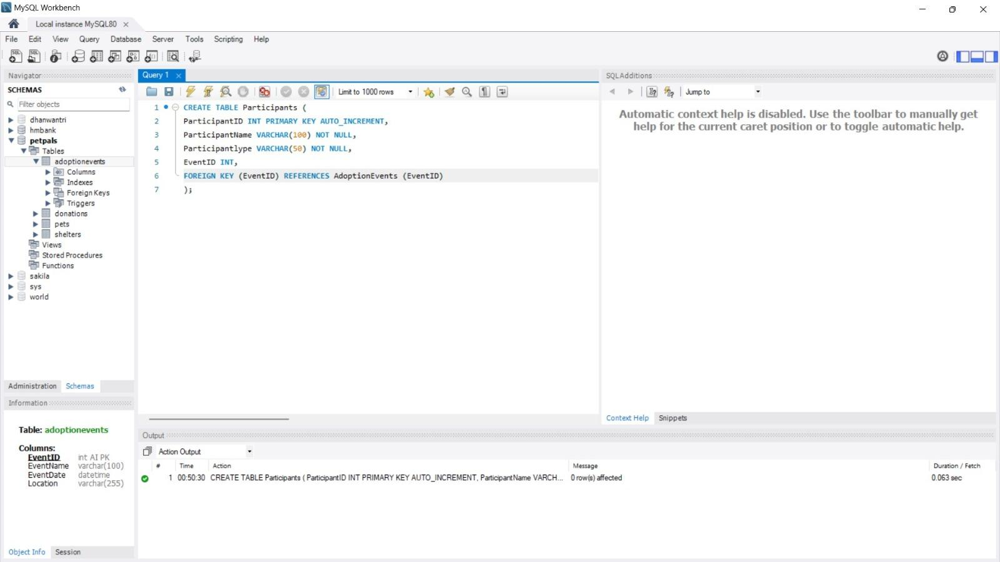 MySQL Workbench
Local instance MySQL80
File Edit View Query Database Server Tools Scripting Help
Navigator
SCHEMAS
Filter objects
dhanwantri
hmbank
petpals
Tables
adoptionevents
Columns
Indexes
Foreign Keys
Triggers
donations
pets
shelters
Views
Stored Procedures
Functions
sakila
sys
world
Administration Schemas
Information
Table: adoptionevents
Columns:
EventID int AI PK
EventName varchar(100)
EventDate datetime
Location varchar(255)
Object Info Session
Query 1
Limit to 1000 rows
1 CREATE TABLE Participants (
2 ParticipantID INT PRIMARY KEY AUTO_INCREMENT,
3 ParticipantName VARCHAR(100) NOT NULL,
4 Participantlype VARCHAR(50) NOT NULL,
5 EventID INT,
6 FOREIGN KEY (EventID) REFERENCES AdoptionEvents (EventID)
7 );
SQLAdditions
Jump to
Automatic context help is disabled. Use the toolbar to manually get
help for the current caret position or to toggle automatic help.
Context Help Snippets
Output
Action Output
# Time Action Message Duration / Fetch
1 00:50:30 CREATE TABLE Participants ( ParticipantID INT PRIMARY KEY AUTO_INCREMENT, ParticipantName VARCH... 0 row(s) affected 0.063 sec